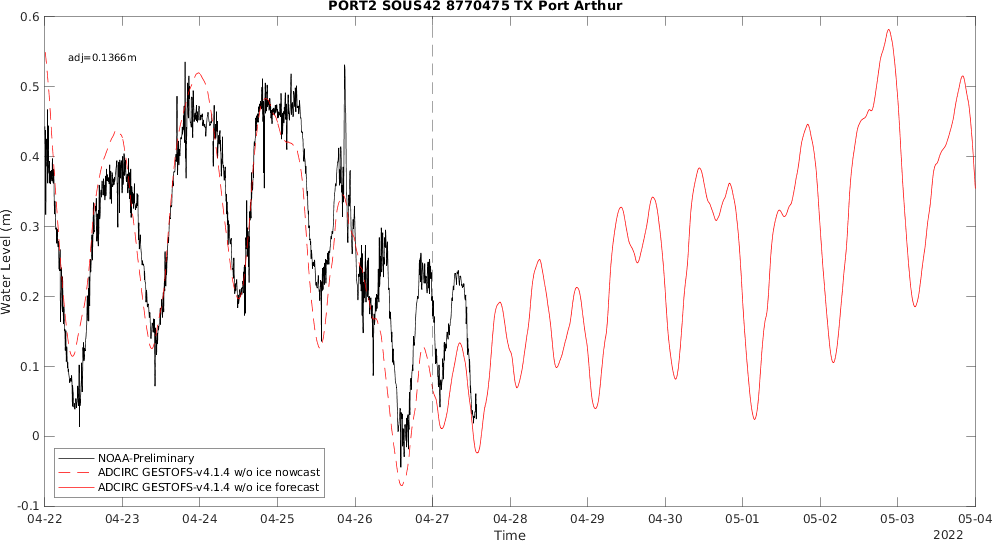 PORT2 SOUS42 8770475 TX Port Arthur
adj=0.1366m
0.6
0.5
0.4
0.3
0.2
0.1
0
-0.1
Water Level (m)
NOAA-Preliminary
ADCIRC GESTOFS-v4.1.4 w/o ice nowcast
ADCIRC GESTOFS-v4.1.4 w/o ice forecast
04-22 04-23 04-24 04-25 04-26 04-27 04-28 04-29 04-30 05-01 05-02 05-03 05-04
Time
2022